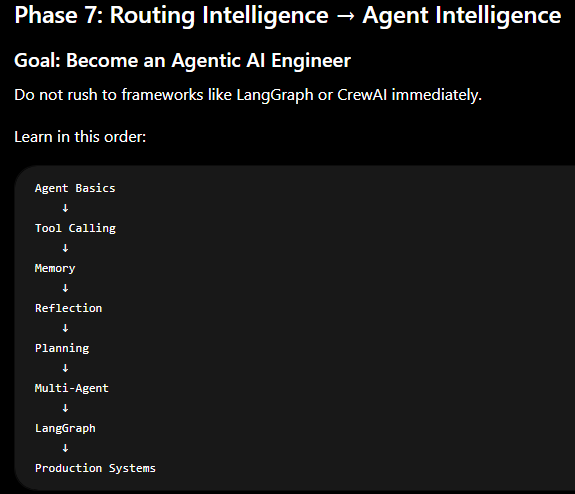 Phase 7: Routing Intelligence → Agent Intelligence
Goal: Become an Agentic AI Engineer
Do not rush to frameworks like LangGraph or CrewAI immediately.
Learn in this order:
Agent Basics
↓
Tool Calling
↓
Memory
↓
Reflection
↓
Planning
↓
Multi-Agent
↓
LangGraph
↓
Production Systems